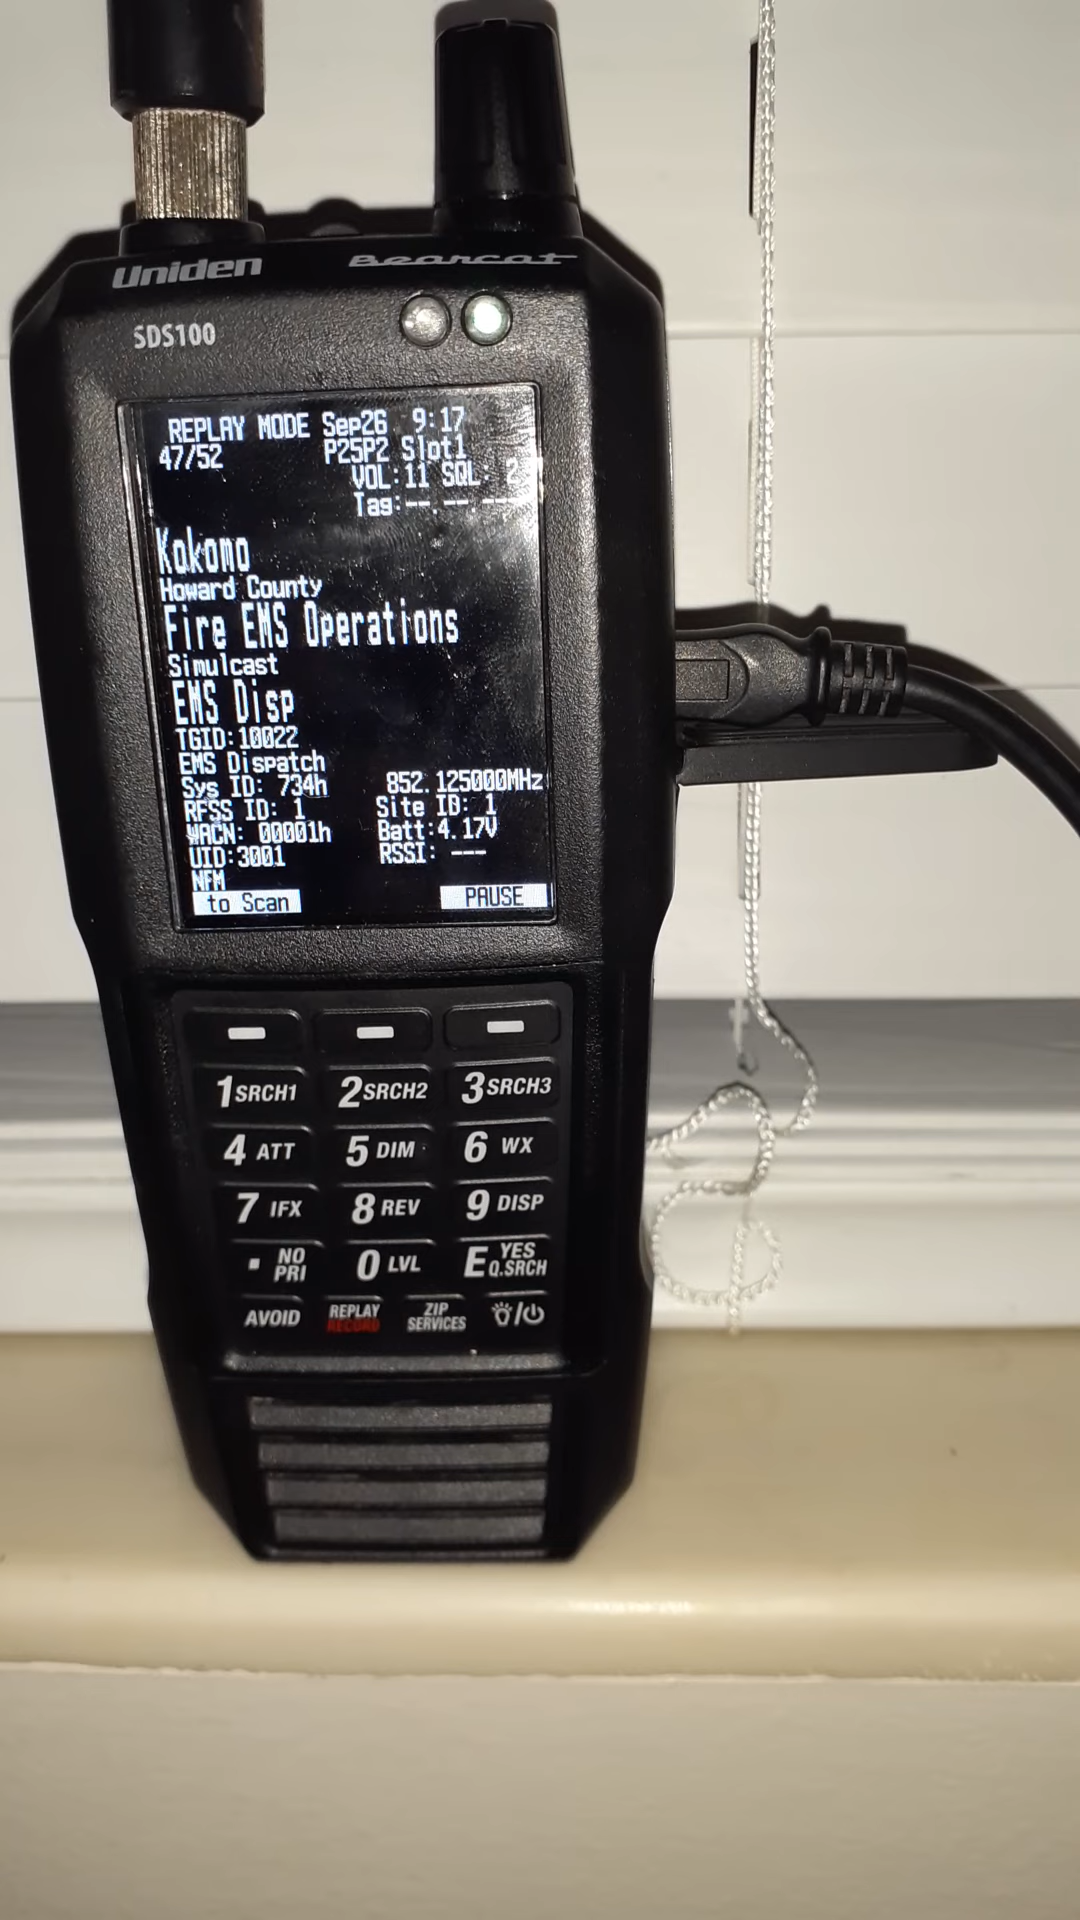 Uniden Bearcat
SDS100
REPLAY MODE Sep26 9:17
47/52 P25P2 Slot1
VOL:11 SQL: 2
Tag:--.--.--
Kokomo
Howard County
Fire EMS Operations
Simulcast
EMS Disp
TGID:10022
EMS Dispatch
Sys ID: 734h 852.125000MHz
RFSS ID: 1 Site ID: 1
WACN: 00001h Batt:4.17V
UID:3001 RSSI: ---
NFM
to Scan PAUSE
1 SRCH1 2 SRCH2 3 SRCH3
4 ATT 5 DIM 6 WX
7 IFX 8 REV 9 DISP
. NO PRI 0 LVL E YES Q.SRCH
AVOID REPLAY RECORD ZIP SERVICES